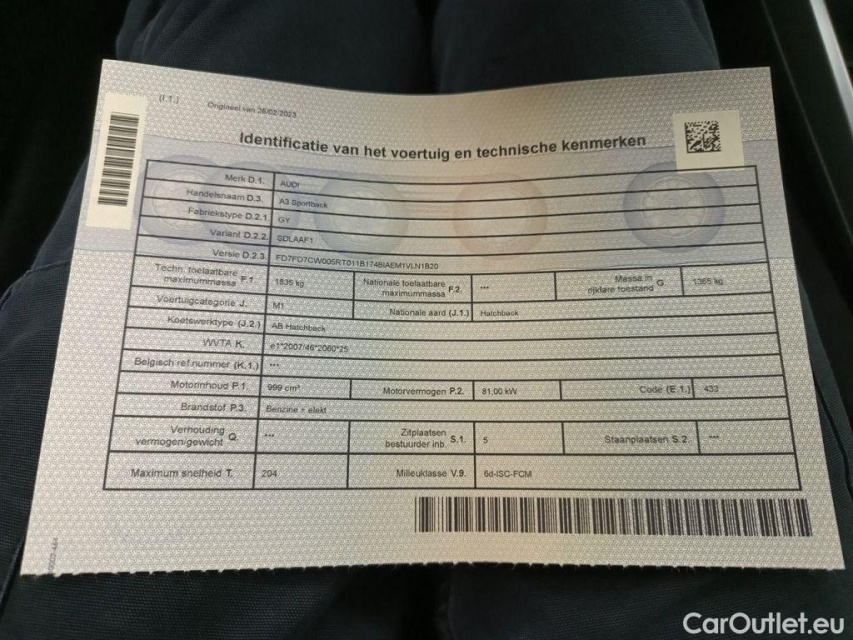 (I.1.) Origineel van 28/02/2023
Identificatie van het voertuig en technische kenmerken
Merk D.1. AUDI
Handelsnaam D.3. A3 Sportback
Fabriekstype D.2.1. GY
Variant D.2.2. SDLAAF1
Versie D.2.3. FD7FD7CW005RT011B174BIAEM1VLN1B20
Techn. toelaatbare maximummassa F.1. 1835 kg Nationale toelaatbare maximummassa F.2. --- Massa in rijklare toestand G 1365 kg
Voertuigcategorie J. M1 Nationale aard (J.1.) Hatchback
Koetswerktype (J.2.) AB Hatchback
WVTA K. e1*2007/46*2060*25
Belgisch ref.nummer (K.1.) ---
Motorinhoud P.1. 999 cm³ Motorvermogen P.2. 81,00 kW Code (E.1.) 433
Brandstof P.3. Benzine + elekt
Verhouding vermogen/gewicht Q. --- Zitplaatsen bestuurder inb. S.1. 5 Staanplaatsen S.2. ---
Maximum snelheid T. 204 Milieuklasse V.9. 6d-ISC-FCM
CarOutlet.eu